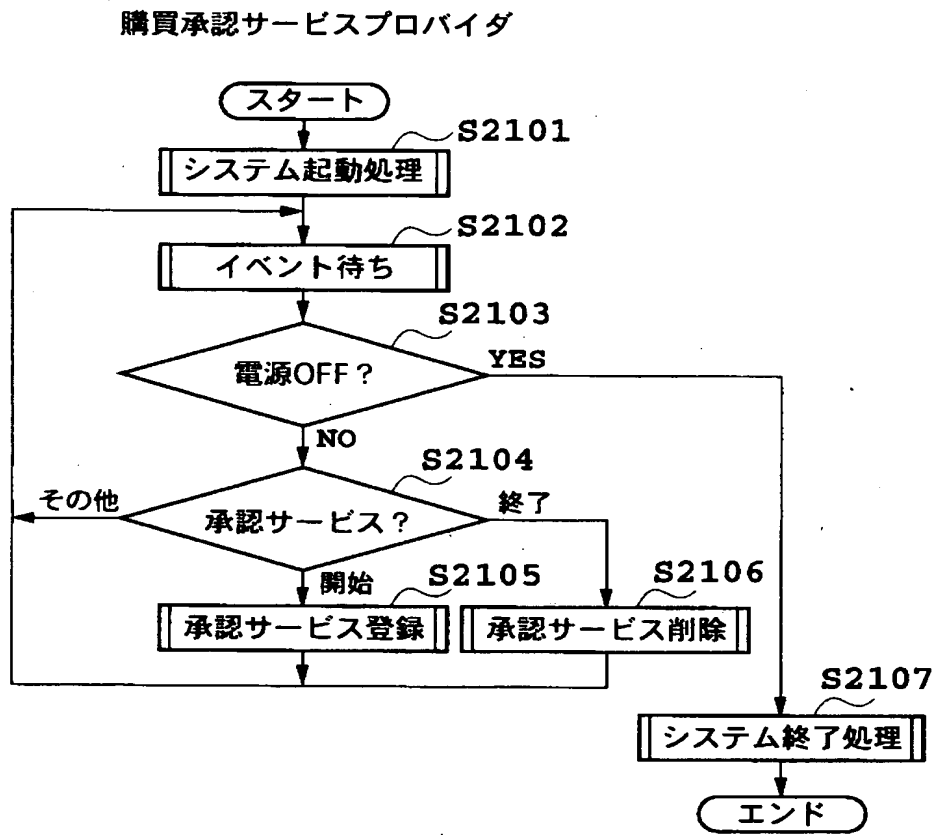 購買承認サービスプロバイダ
スタート
S2101
システム起動処理
S2102
イベント待ち
S2103
電源OFF？
YES
NO
S2104
その他
承認サービス？
終了
開始
S2105
S2106
承認サービス登録
承認サービス削除
S2107
システム終了処理
エンド